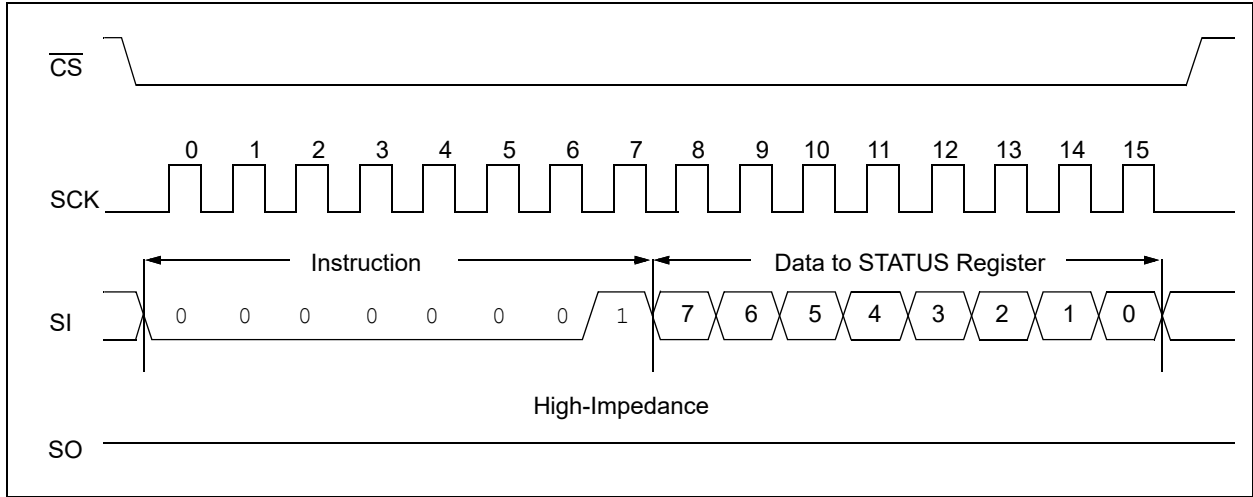 CS
0 1 2 3 4 5 6 7 8 9 10 11 12 13 14 15
SCK
Instruction Data to STATUS Register
SI 0 0 0 0 0 0 0 1 7 6 5 4 3 2 1 0
High-Impedance
SO